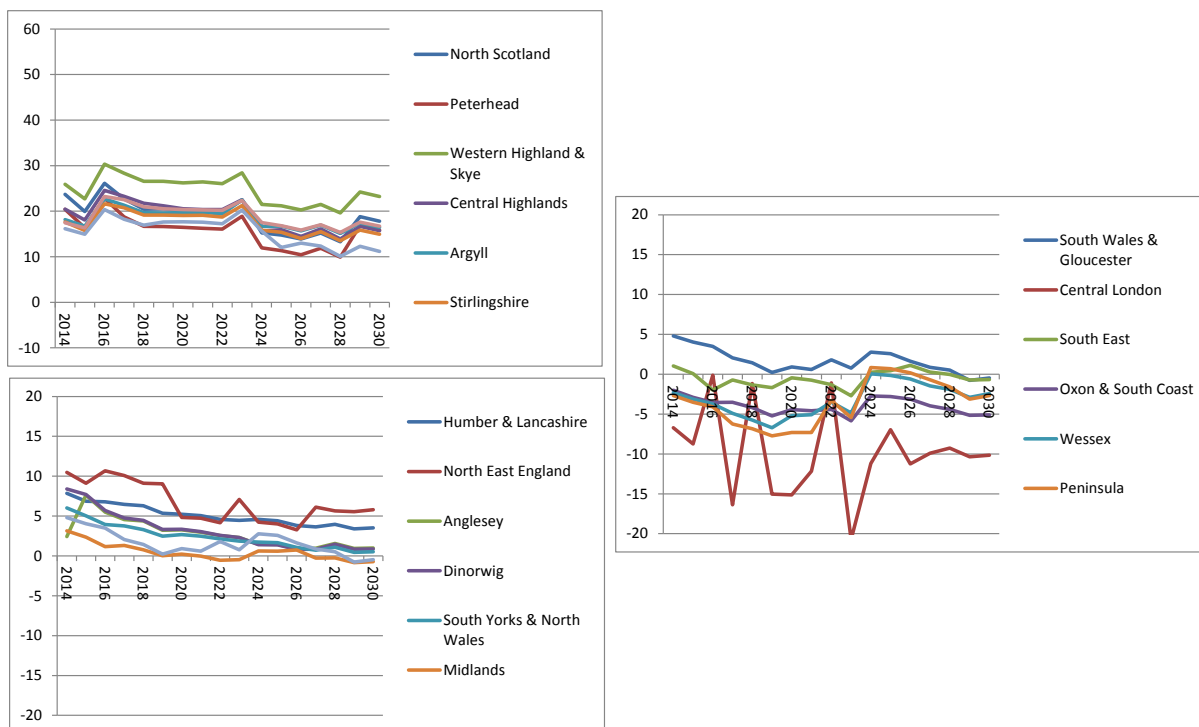 60
50
40
30
20
10
0
-10
2014
2016
2018
2020
2022
2024
2026
2028
2030
North Scotland
Peterhead
Western Highland &
Skye
Central Highlands
Argyll
Stirlingshire
20
15
10
5
0
-5
-10
-15
-20
2014
2016
2018
2020
2022
2024
2026
2028
2030
Humber & Lancashire
North East England
Anglesey
Dinorwig
South Yorks & North
Wales
Midlands
20
15
10
5
0
-5
-10
-15
-20
2014
2016
2018
2020
2022
2024
2026
2028
2030
South Wales &
Gloucester
Central London
South East
Oxon & South Coast
Wessex
Peninsula